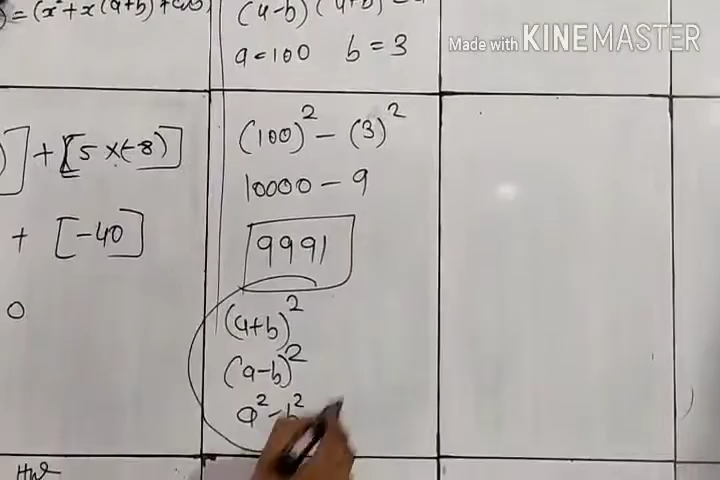 = (x² + x (a+b) + ab)
(a-b) (a+b) =
a = 100 b = 3
Made with KINEMASTER
] + [5 × (-8)]
(100)² - (3)²
10000 - 9
+ [-40]
9991
0
(a+b)²
(a-b)²
a² - b²
HW